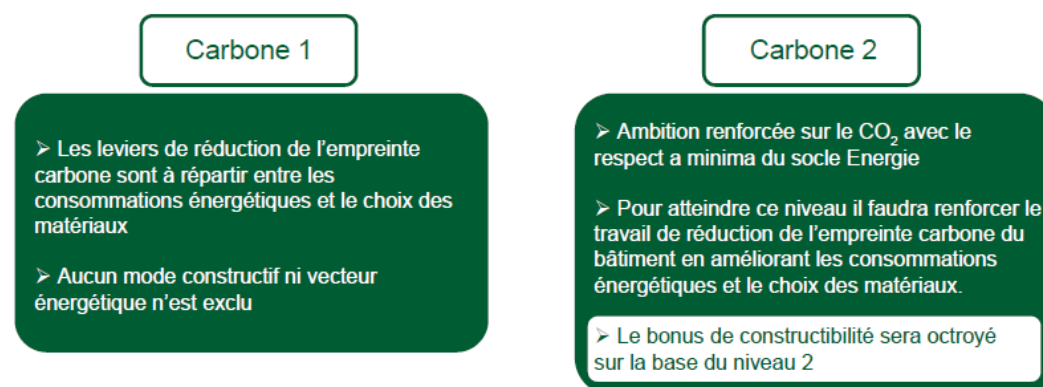 Carbone 1
➢ Les leviers de réduction de l'empreinte
carbone sont à répartir entre les
consommations énergétiques et le choix des
matériaux
➢ Aucun mode constructif ni vecteur
énergétique n'est exclu
Carbone 2
➢ Ambition renforcée sur le CO₂ avec le
respect a minima du socle Energie
➢ Pour atteindre ce niveau il faudra renforcer le
travail de réduction de l'empreinte carbone du
bâtiment en améliorant les consommations
énergétiques et le choix des matériaux.
➢ Le bonus de constructibilité sera octroyé
sur la base du niveau 2